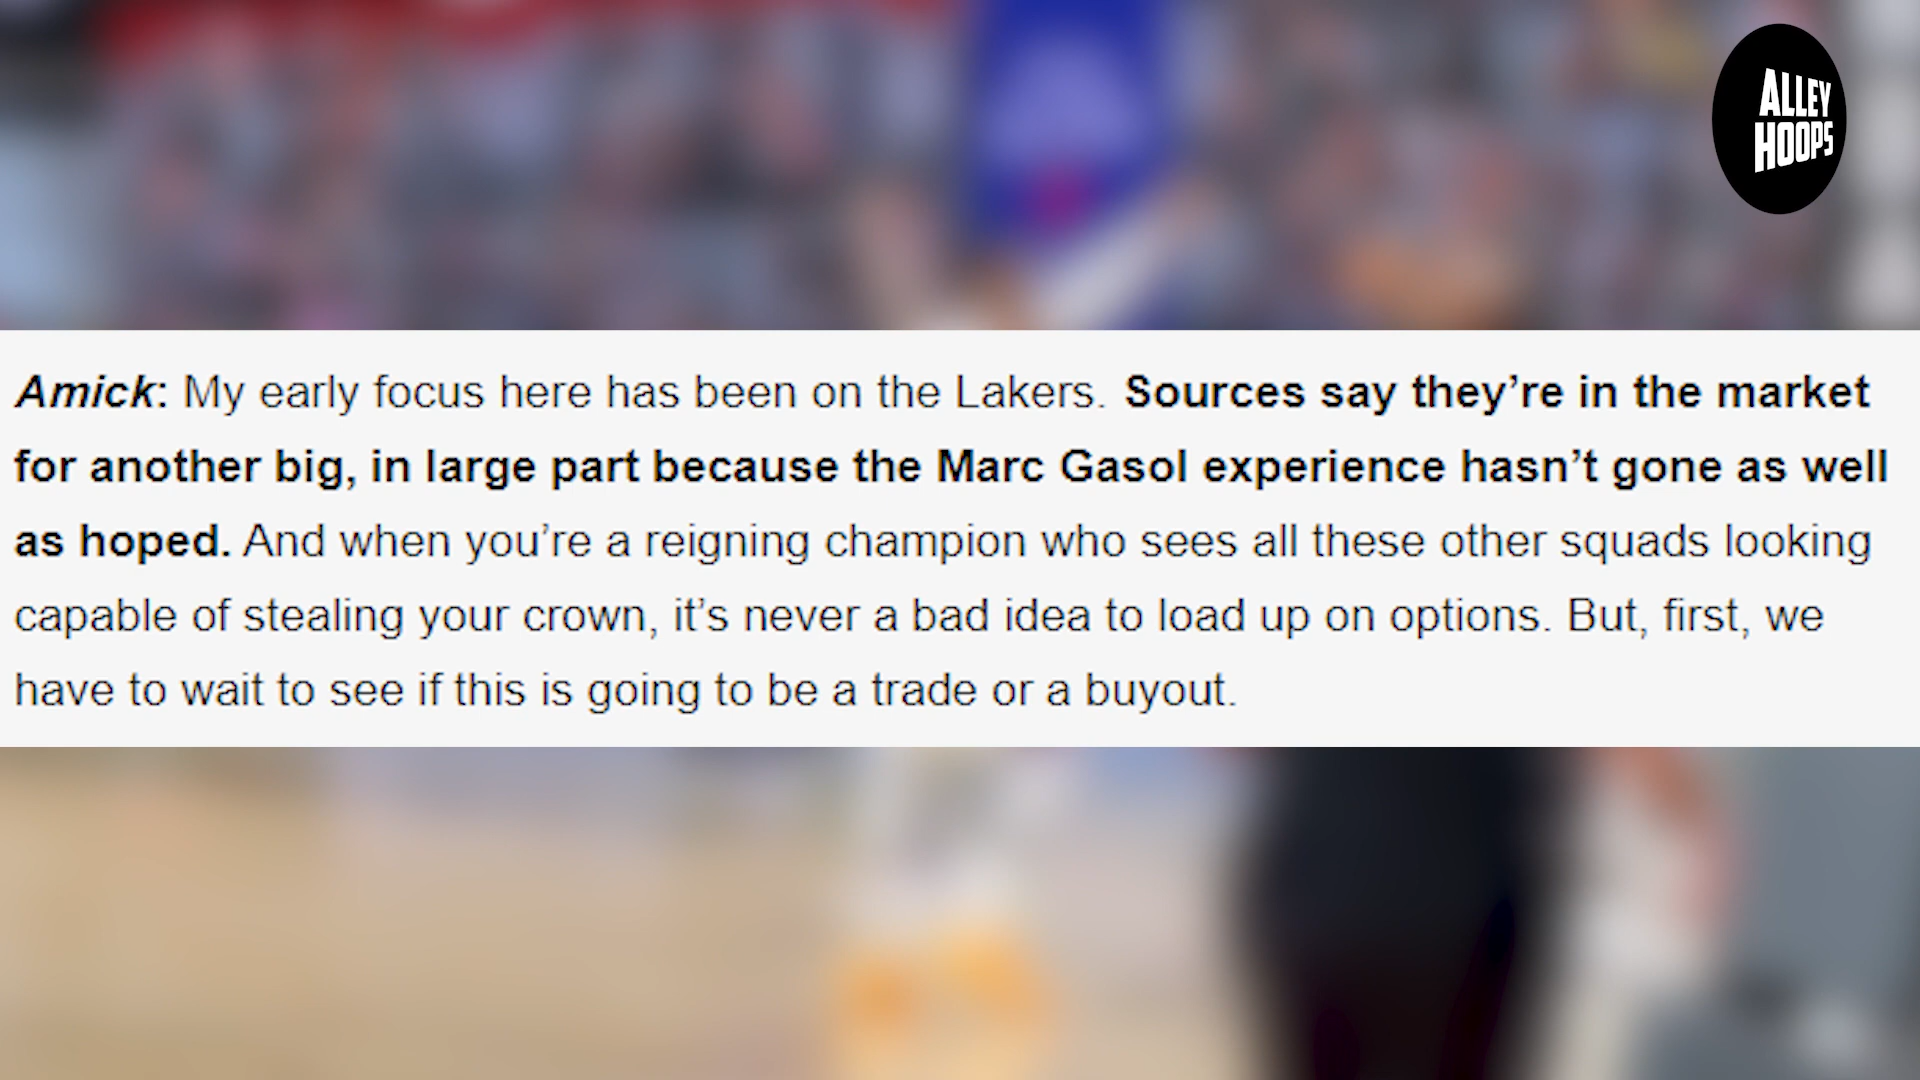 ALLEY
HOOPS
Amick: My early focus here has been on the Lakers. Sources say they’re in the market
for another big, in large part because the Marc Gasol experience hasn’t gone as well
as hoped. And when you’re a reigning champion who sees all these other squads looking
capable of stealing your crown, it’s never a bad idea to load up on options. But, first, we
have to wait to see if this is going to be a trade or a buyout.